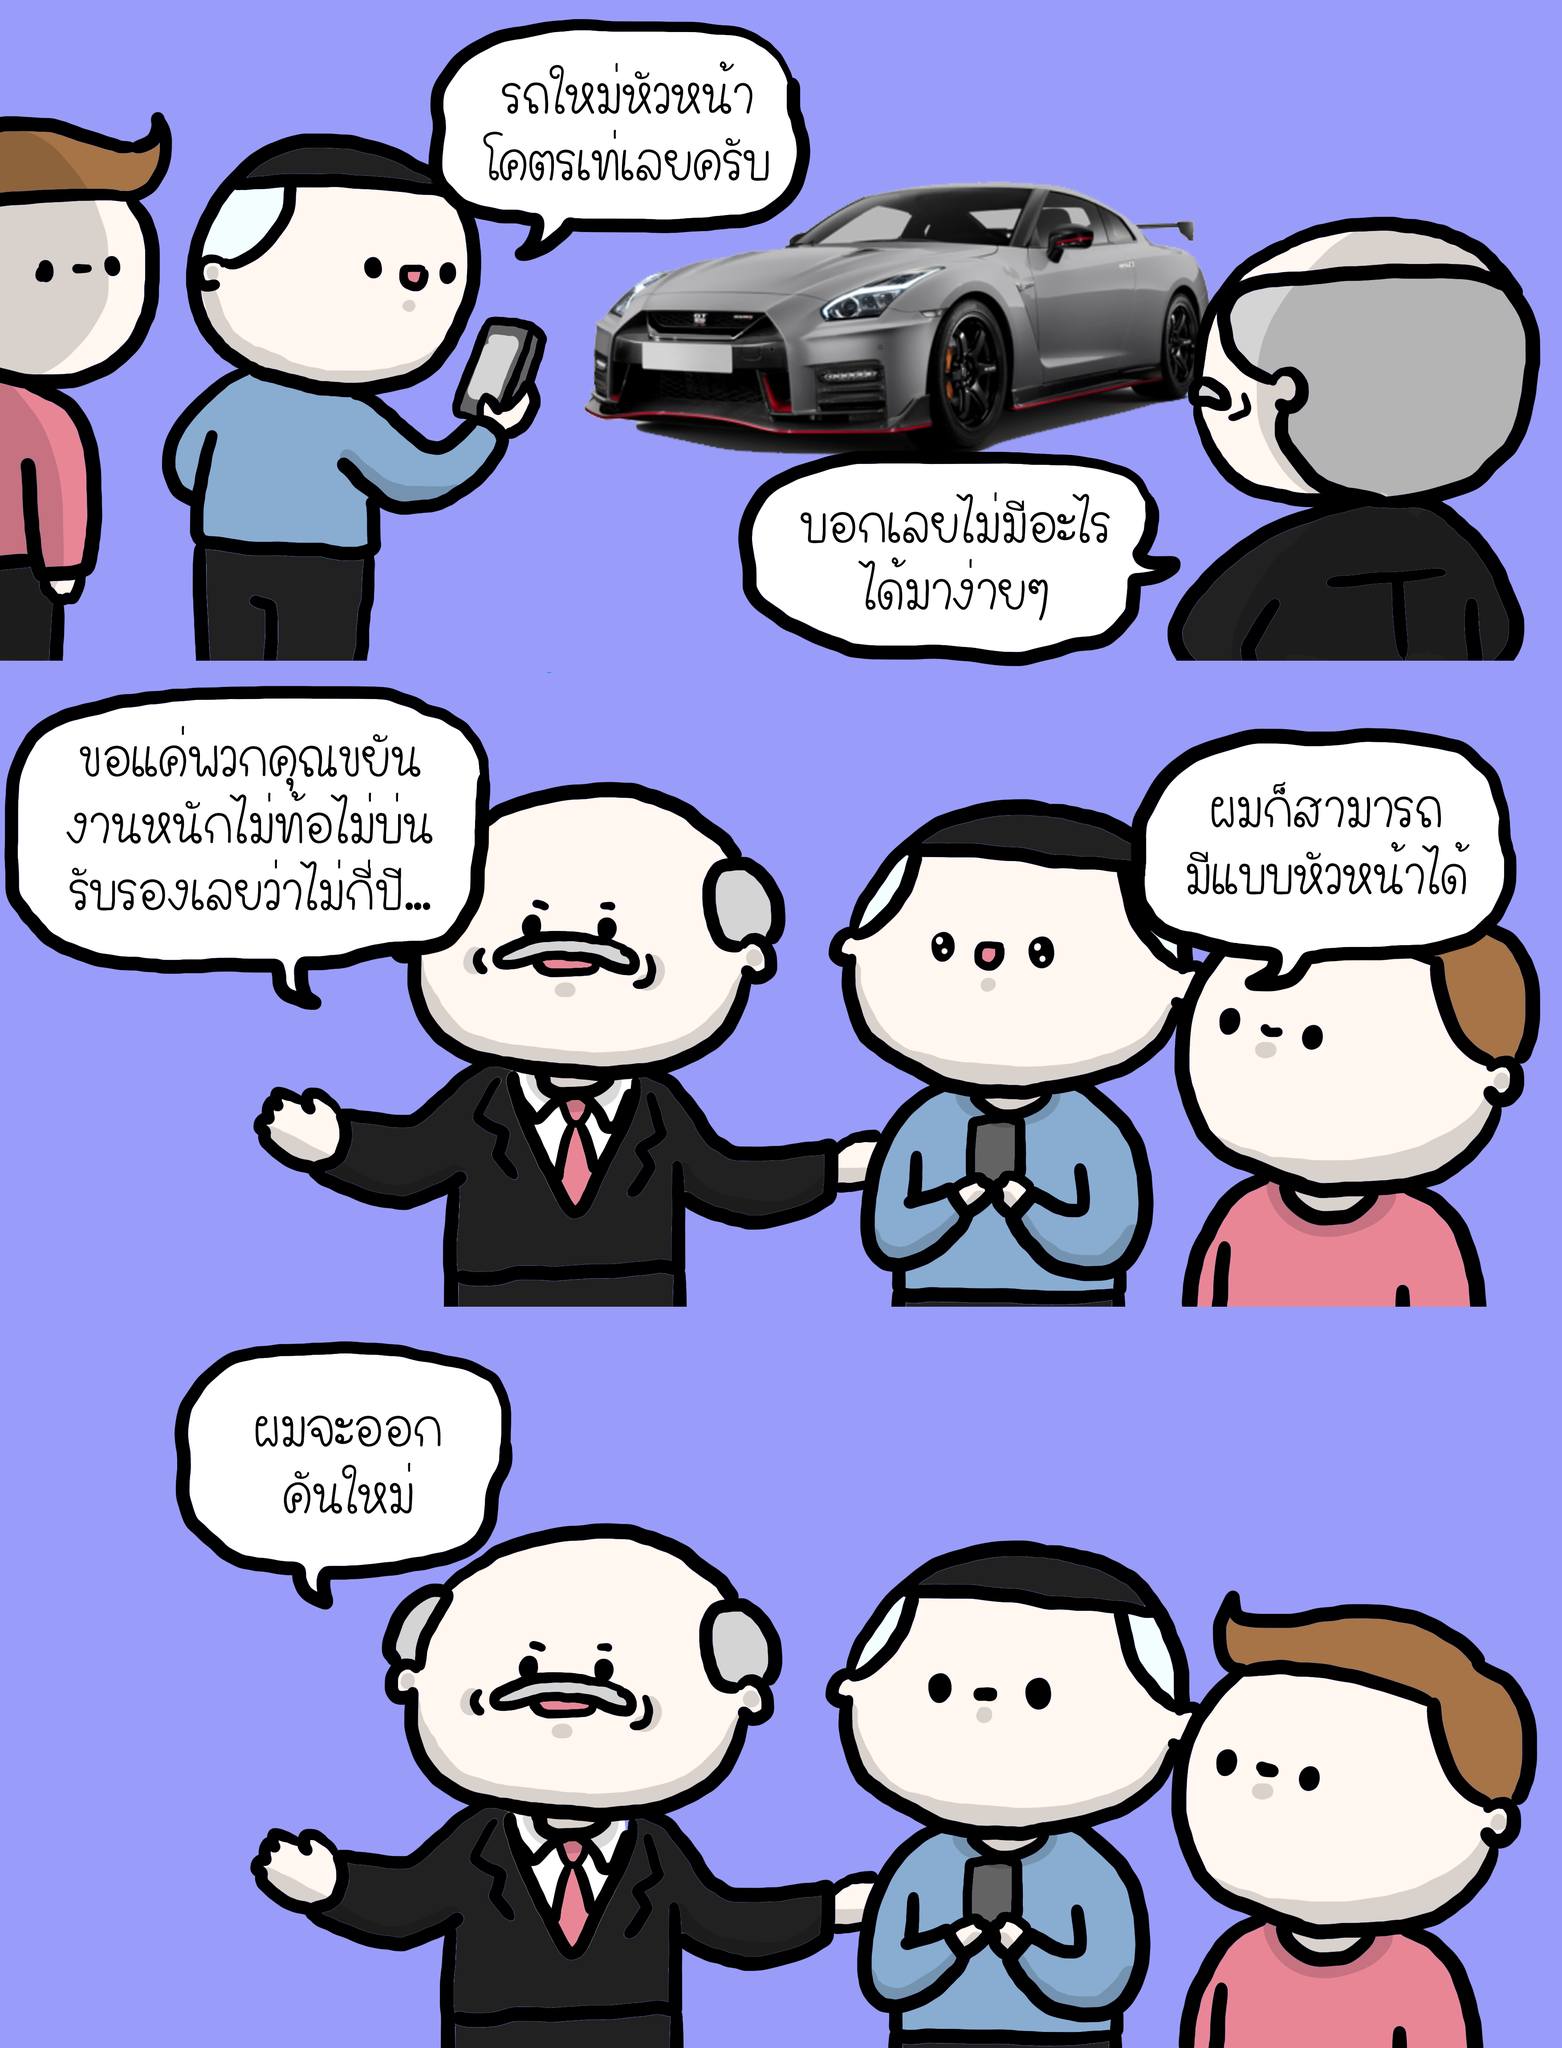 รถใหม่หัวหน้า
โคตรเท่เลยครับ
บอกเลยไม่มีอะไร
ได้มาง่ายๆ
ขอแค่พวกคุณขยัน
งานหนักไม่ท้อไม่บ่น
รับรองเลยว่าไม่กี่ปี...
ผมก็สามารถ
มีแบบหัวหน้าได้
ผมจะออก
คันใหม่